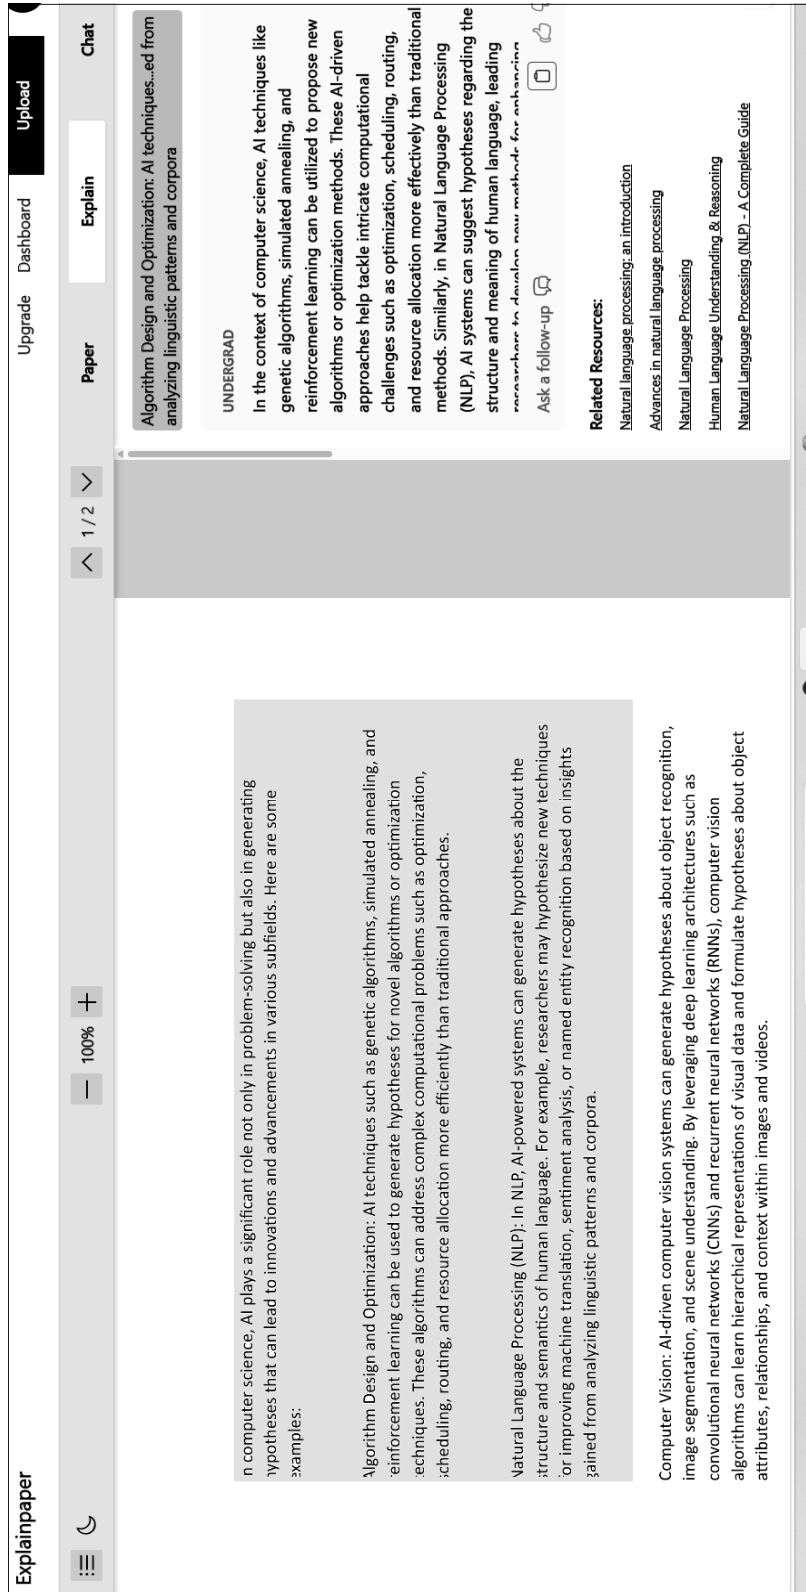 Explainpaper
Upgrade Dashboard Upload
100%
1 / 2
Paper Explain Chat
n computer science, AI plays a significant role not only in problem-solving but also in generating
hypotheses that can lead to innovations and advancements in various subfields. Here are some
examples:
Algorithm Design and Optimization: AI techniques such as genetic algorithms, simulated annealing, and
reinforcement learning can be used to generate hypotheses for novel algorithms or optimization
techniques. These algorithms can address complex computational problems such as optimization,
scheduling, routing, and resource allocation more efficiently than traditional approaches.
Natural Language Processing (NLP): In NLP, AI-powered systems can generate hypotheses about the
structure and semantics of human language. For example, researchers may hypothesize new techniques
for improving machine translation, sentiment analysis, or named entity recognition based on insights
gained from analyzing linguistic patterns and corpora.
Computer Vision: AI-driven computer vision systems can generate hypotheses about object recognition,
image segmentation, and scene understanding. By leveraging deep learning architectures such as
convolutional neural networks (CNNs) and recurrent neural networks (RNNs), computer vision
algorithms can learn hierarchical representations of visual data and formulate hypotheses about object
attributes, relationships, and context within images and videos.
Algorithm Design and Optimization: AI techniques...ed from
analyzing linguistic patterns and corpora
UNDERGRAD
In the context of computer science, AI techniques like
genetic algorithms, simulated annealing, and
reinforcement learning can be utilized to propose new
algorithms or optimization methods. These AI-driven
approaches help tackle intricate computational
challenges such as optimization, scheduling, routing,
and resource allocation more effectively than traditional
methods. Similarly, in Natural Language Processing
(NLP), AI systems can suggest hypotheses regarding the
structure and meaning of human language, leading
researchers to develop new methods for enhancing
Ask a follow-up
Related Resources:
Natural language processing: an introduction
Advances in natural language processing
Natural Language Processing
Human Language Understanding & Reasoning
Natural Language Processing (NLP) - A Complete Guide